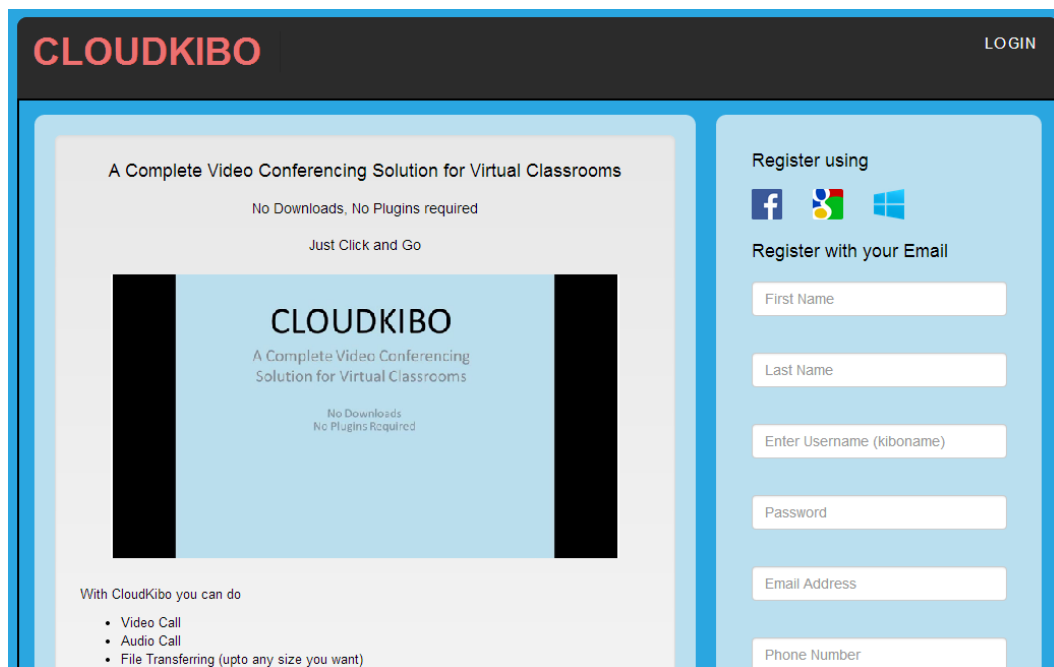 CLOUDKIBO
LOGIN
A Complete Video Conferencing Solution for Virtual Classrooms
No Downloads, No Plugins required
Just Click and Go
CLOUDKIBO
A Complete Video Conferencing
Solution for Virtual Classrooms
No Downloads
No Plugins Required
With CloudKibo you can do
• Video Call
• Audio Call
• File Transferring (upto any size you want)
Register using
Register with your Email
First Name
Last Name
Enter Username (kiboname)
Password
Email Address
Phone Number